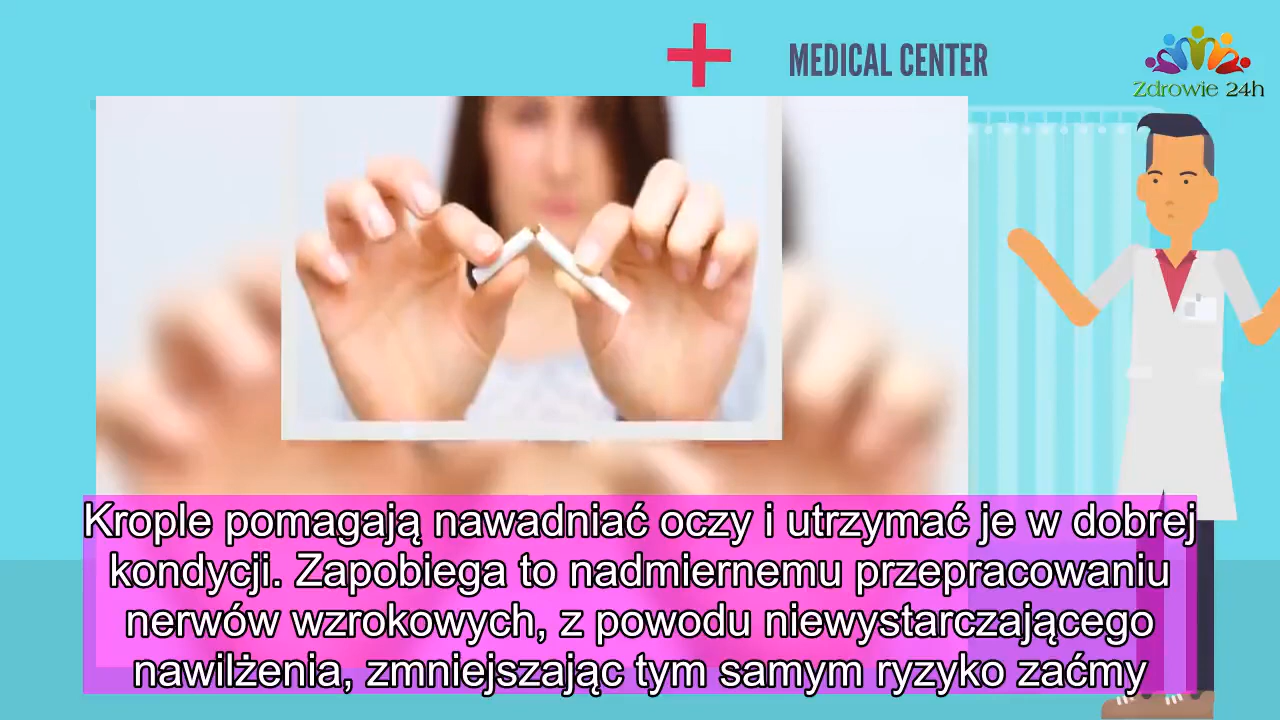 MEDICAL CENTER
Zdrowie 24h
Krople pomagają nawadniać oczy i utrzymać je w dobrej
kondycji. Zapobiega to nadmiernemu przepracowaniu
nerwów wzrokowych, z powodu niewystarczającego
nawilżenia, zmniejszając tym samym ryzyko zaćmy